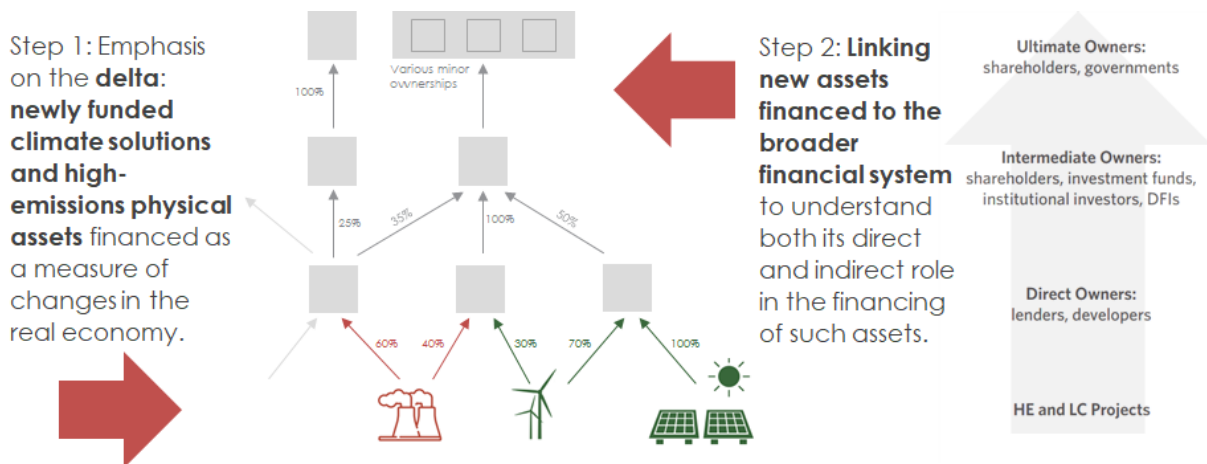 Step 1: Emphasis
on the delta:
newly funded
climate solutions
and high-
emissions physical
assets financed as
a measure of
changes in the
real economy.
Various minor
ownerships
100%
25%
35%
100%
50%
60%
40%
30%
70%
100%
Step 2: Linking
new assets
financed to the
broader
financial system
to understand
both its direct
and indirect role
in the financing
of such assets.
Ultimate Owners:
shareholders, governments
Intermediate Owners:
shareholders, investment funds,
institutional investors, DFIs
Direct Owners:
lenders, developers
HE and LC Projects